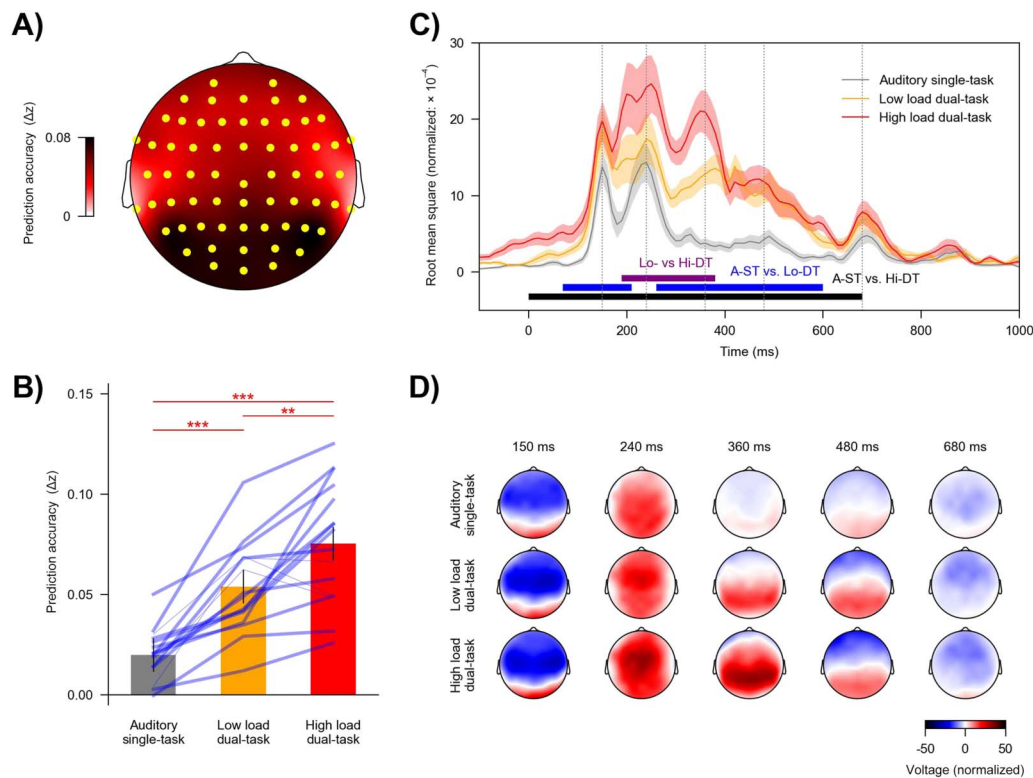 A)
Prediction accuracy (Δz)
0.08
0
C)
Root mean square (normalized: × 10⁻⁴)
30
20
10
0
Auditory single-task
Low load dual-task
High load dual-task
Lo- vs Hi-DT
A-ST vs. Lo-DT
A-ST vs. Hi-DT
0
200
400
600
800
1000
Time (ms)
B)
Prediction accuracy (Δz)
0.15
0.10
0.05
0.00
***
***
**
Auditory
single-task
Low load
dual-task
High load
dual-task
D)
150 ms
240 ms
360 ms
480 ms
680 ms
Auditory
single-task
Low load
dual-task
High load
dual-task
-50
0
50
Voltage (normalized)